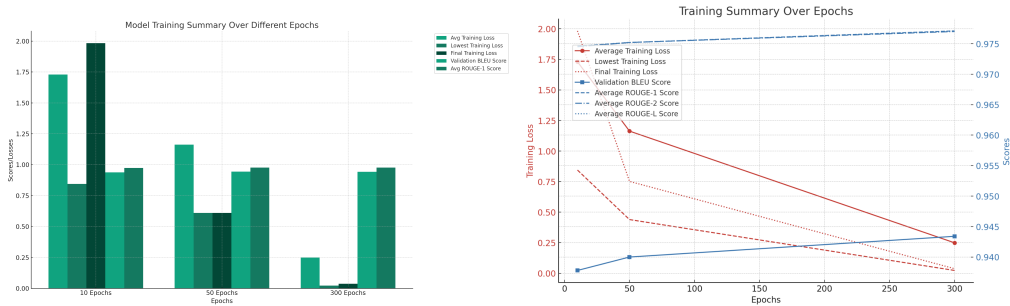 Model Training Summary Over Different Epochs
Avg Training Loss
Lowest Training Loss
Final Training Loss
Validation BLEU Score
Avg ROUGE-1 Score
2.00
1.75
1.50
1.25
1.00
0.75
0.50
0.25
0.00
Scores/Losses
10 Epochs
50 Epochs
300 Epochs
Epochs
Training Summary Over Epochs
Average Training Loss
Lowest Training Loss
Final Training Loss
Validation BLEU Score
Average ROUGE-1 Score
Average ROUGE-2 Score
Average ROUGE-L Score
2.00
1.75
1.50
1.25
1.00
0.75
0.50
0.25
0.00
Training Loss
0.975
0.970
0.965
0.960
0.955
0.950
0.945
0.940
Scores
0
50
100
150
200
250
300
Epochs